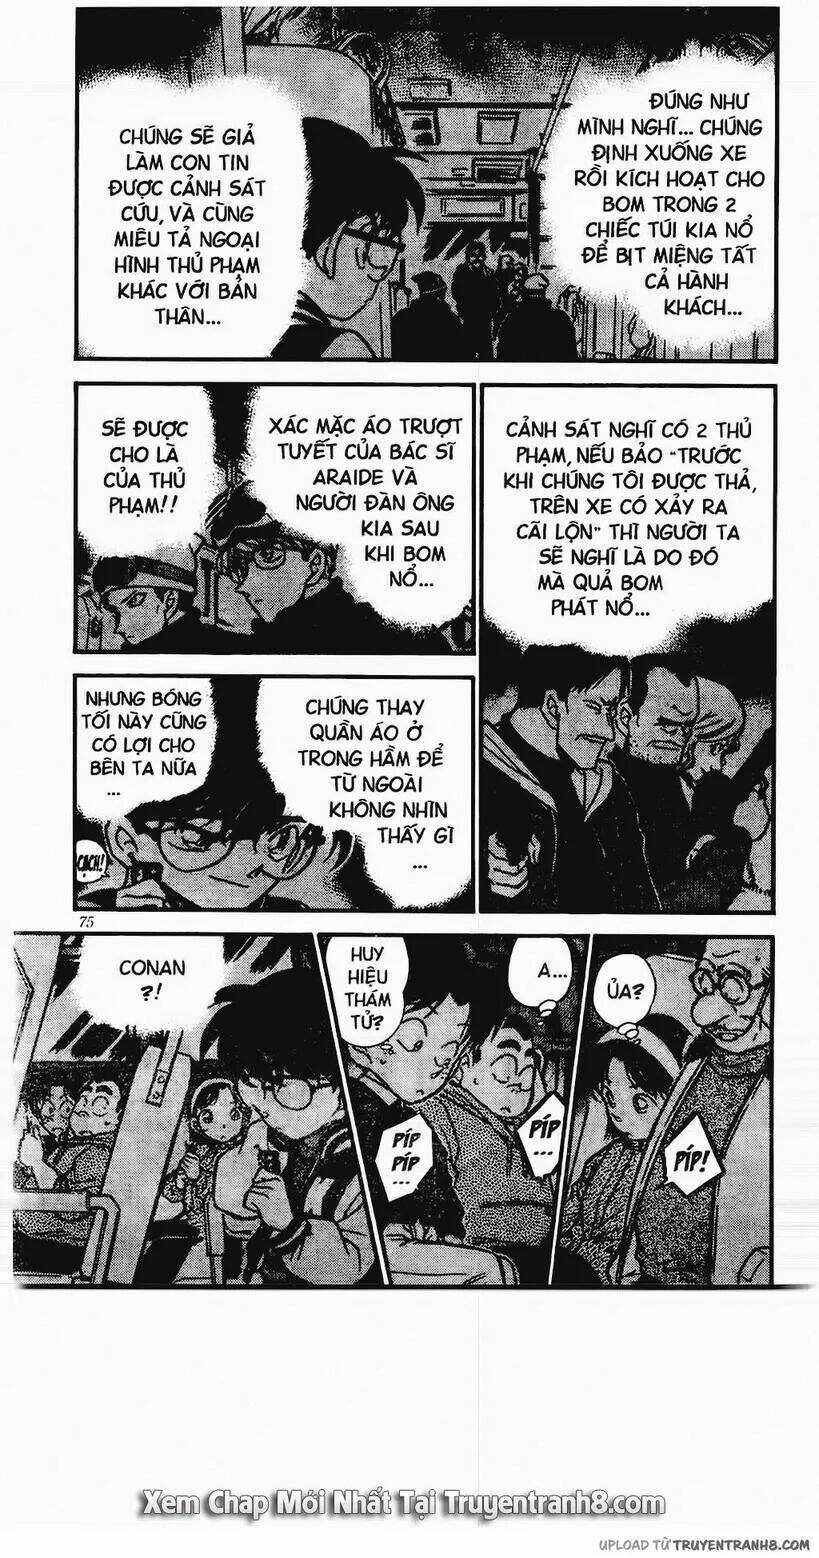 ĐÚNG NHƯ
MÌNH NGHĨ... CHÚNG
ĐỊNH XUỐNG XE
RỒI KÍCH HOẠT CHO
BOM TRONG 2
CHIẾC TÚI KIA NỔ
ĐỂ BỊT MIỆNG TẤT
CẢ HÀNH
KHÁCH...
CHÚNG SẼ GIẢ
LÀM CON TIN
ĐƯỢC CẢNH SÁT
CỨU, VÀ CÙNG
MIÊU TẢ NGOẠI
HÌNH THỦ PHẠM
KHÁC VỚI BẢN
THÂN...
CẢNH SÁT NGHĨ CÓ 2 THỦ
PHẠM, NẾU BẢO "TRƯỚC
KHI CHÚNG TÔI ĐƯỢC THẢ,
TRÊN XE CÓ XẢY RA
CÃI LỘN" THÌ NGƯỜI TA
SẼ NGHĨ LÀ DO ĐÓ
MÀ QUẢ BOM
PHÁT NỔ...
XÁC MẶC ÁO TRƯỢT
TUYẾT CỦA BÁC SĨ
ARAIDE VÀ
NGƯỜI ĐÀN ÔNG
KIA SAU
KHI BOM
NỔ...
SẼ ĐƯỢC
CHO LÀ
CỦA THỦ
PHẠM!!
CHÚNG THAY
QUẦN ÁO Ở
TRONG HẦM ĐỂ
TỪ NGOÀI
KHÔNG NHÌN
THẤY GÌ
...
NHƯNG BÓNG
TỐI NÀY CŨNG
CÓ LỢI CHO
BÊN TA NỮA
...
CẠCH!
75
ỦA?
PÍP!
A...
PÍP
...
HUY
HIỆU
THÁM
TỬ?
PÍP
PÍP
...
CONAN
?!
Xem Chap Mới Nhất Tại Truyentranh8.com
UPLOAD TỪ TRUYENTRANH8.COM